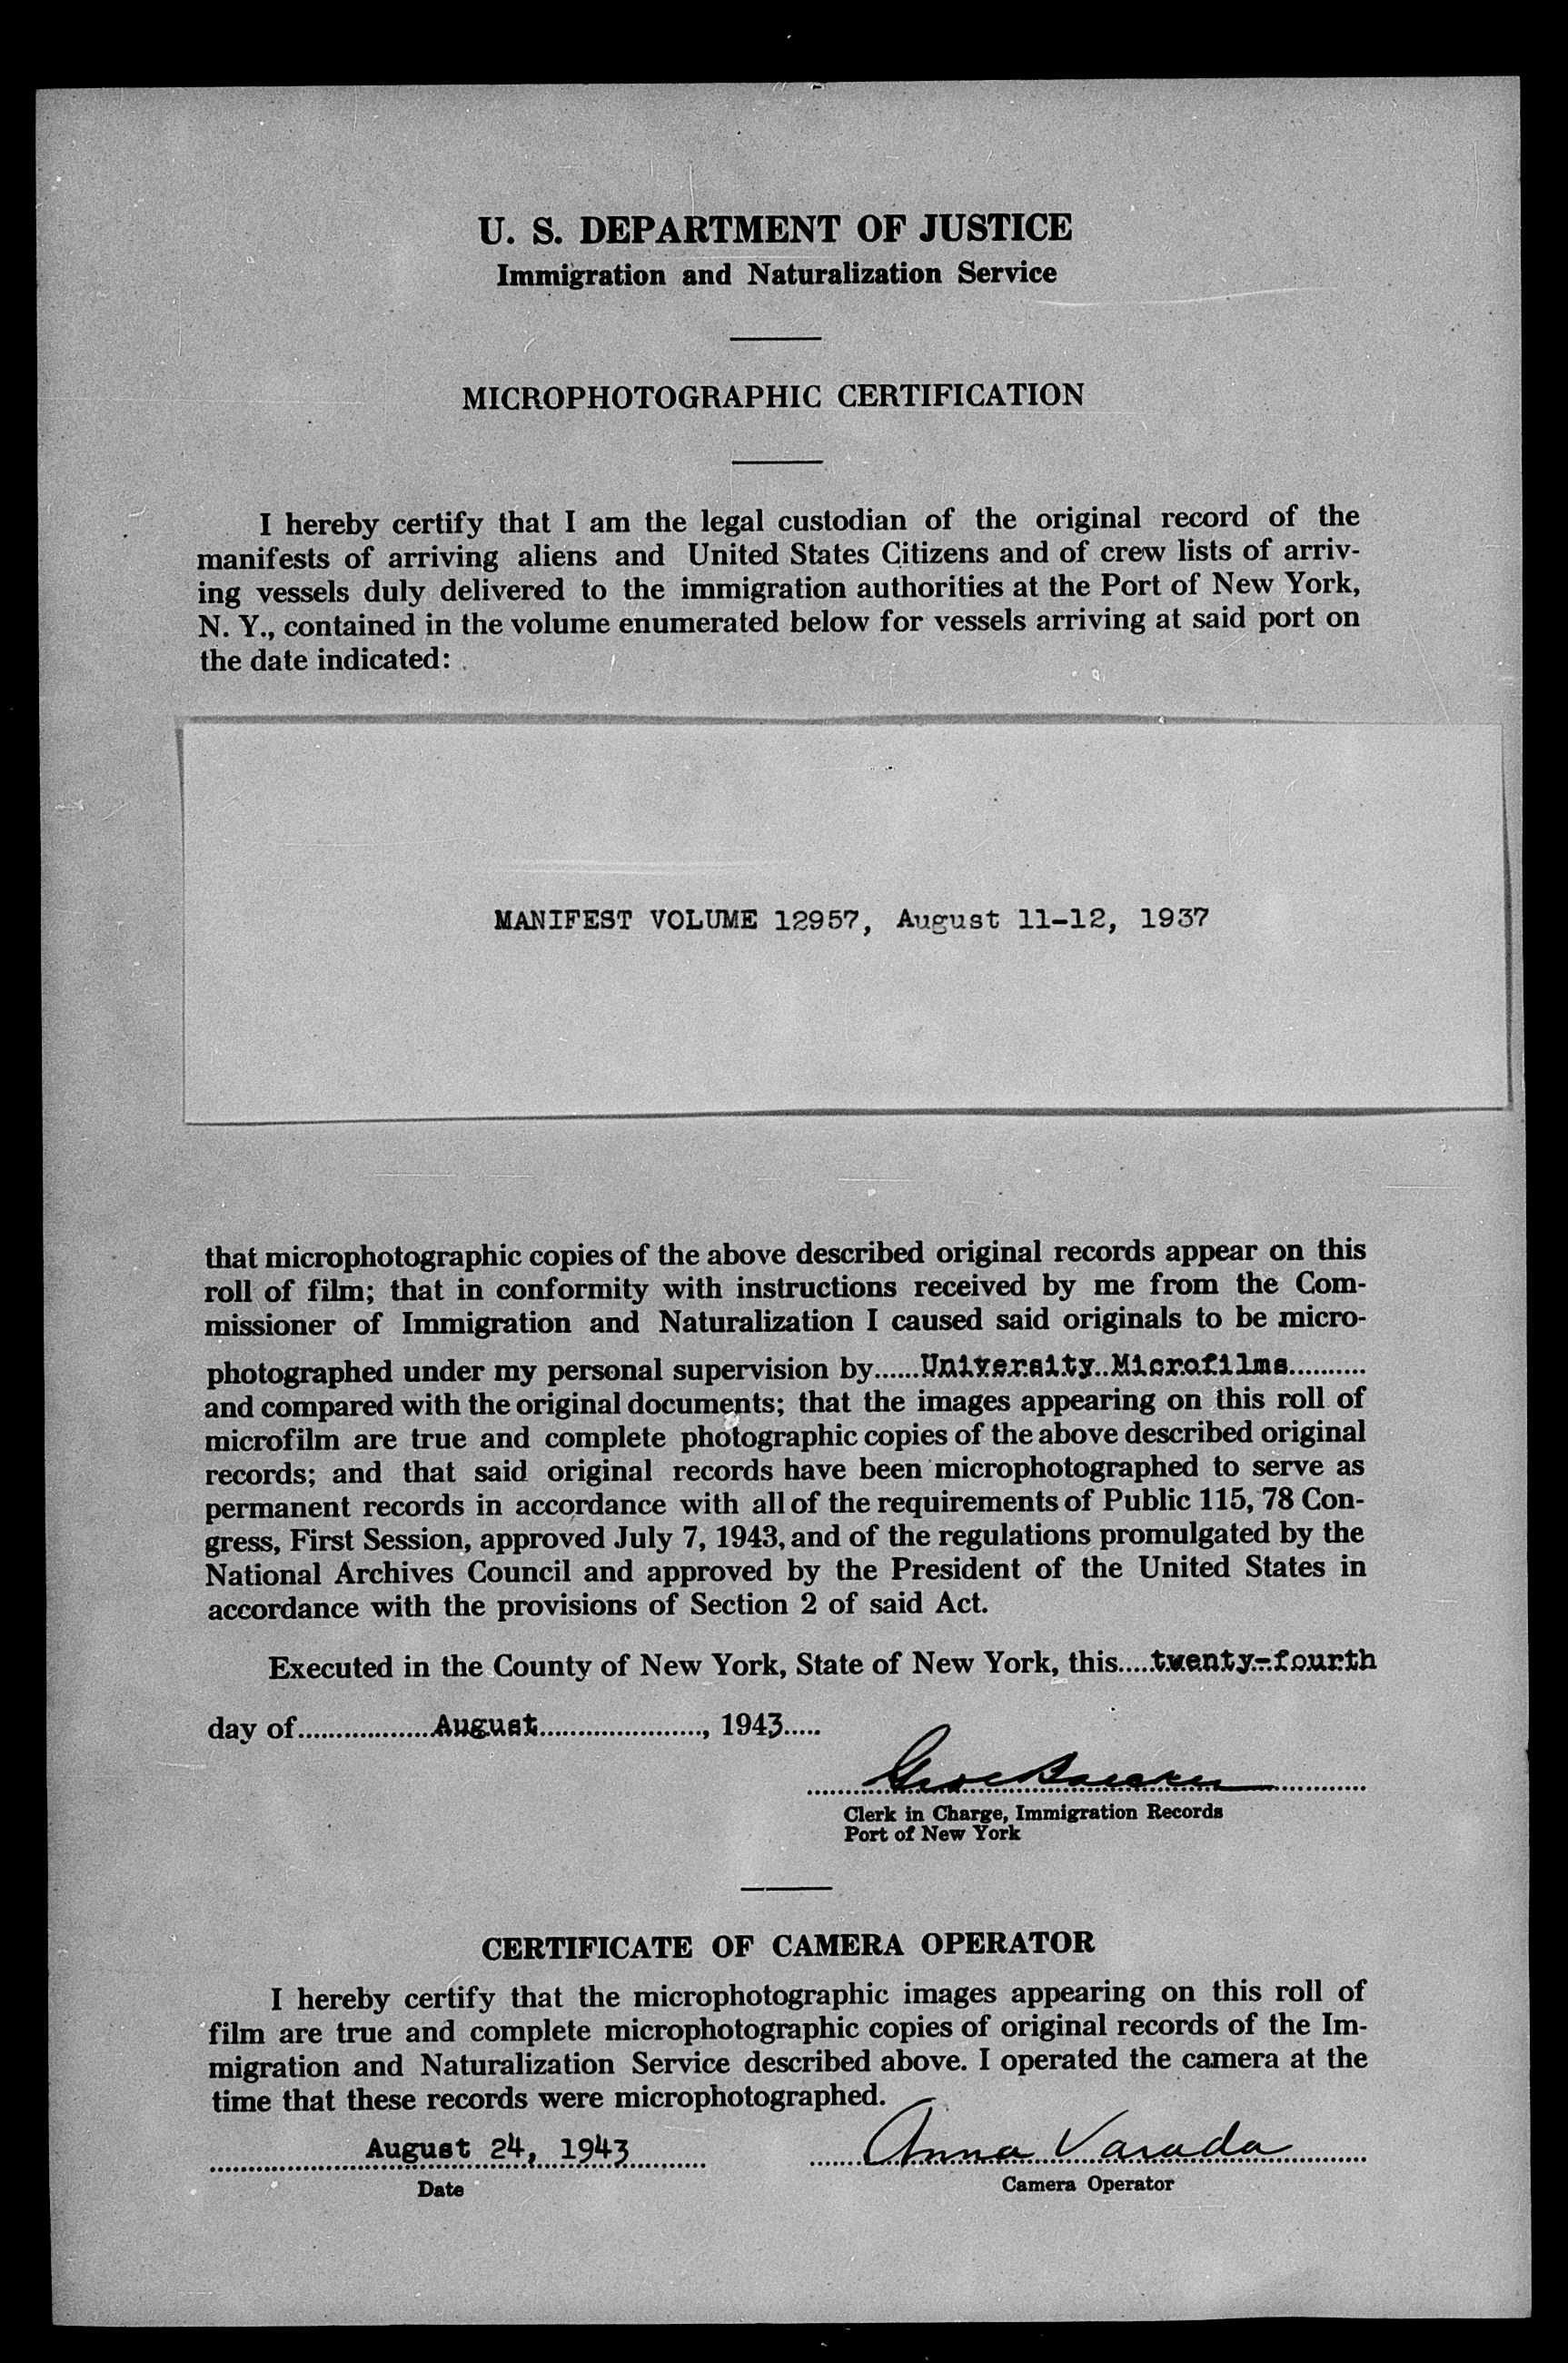 U. S. DEPARTMENT OF JUSTICE
Immigration and Naturalization Service
MICROPHOTOGRAPHIC CERTIFICATION
I hereby certify that I am the legal custodian of the original record of the
manifests of arriving aliens and United States Citizens and of crew lists of arriv-
ing vessels duly delivered to the immigration authorities at the Port of New York,
N. Y., contained in the volume enumerated below for vessels arriving at said port on
the date indicated:
MANIFEST VOLUME 12957, August 11-12, 1937
that microphotographic copies of the above described original records appear on this
roll of film; that in conformity with instructions received by me from the Com-
missioner of Immigration and Naturalization I caused said originals to be micro-
photographed under my personal supervision by......University Microfilms..........
and compared with the original documents; that the images appearing on this roll of
microfilm are true and complete photographic copies of the above described original
records; and that said original records have been microphotographed to serve as
permanent records in accordance with all of the requirements of Public 115, 78 Con-
gress, First Session, approved July 7, 1943, and of the regulations promulgated by the
National Archives Council and approved by the President of the United States in
accordance with the provisions of Section 2 of said Act.
Executed in the County of New York, State of New York, this.....twenty-fourth
day of..................August......................, 1943.....
Clerk in Charge, Immigration Records
Port of New York
CERTIFICATE OF CAMERA OPERATOR
I hereby certify that the microphotographic images appearing on this roll of
film are true and complete microphotographic copies of original records of the Im-
migration and Naturalization Service described above. I operated the camera at the
time that these records were microphotographed.
August 24, 1943 Anna Varada
Date Camera Operator